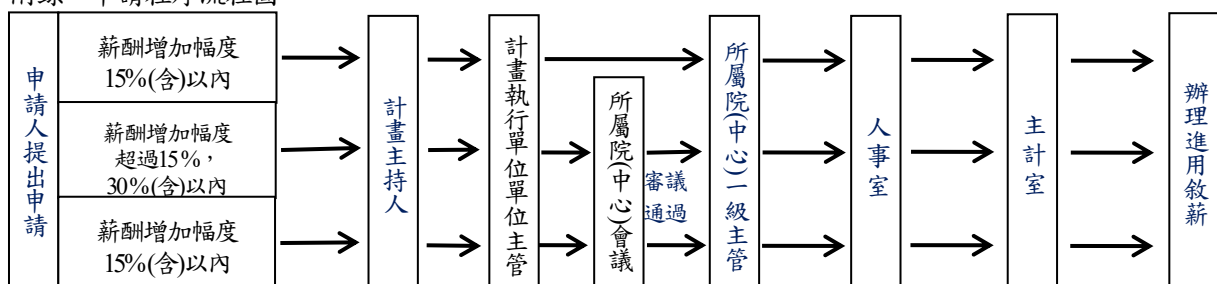 申請人提出申請
薪酬增加幅度
15%(含)以內
薪酬增加幅度
超過15%，
30%(含)以內
薪酬增加幅度
15%(含)以內
計畫主持人
計畫執行單位單位主管
所屬院(中心)會議
審議
通過
所屬院(中心)一級主管
人事室
主計室
辦理進用敘薪